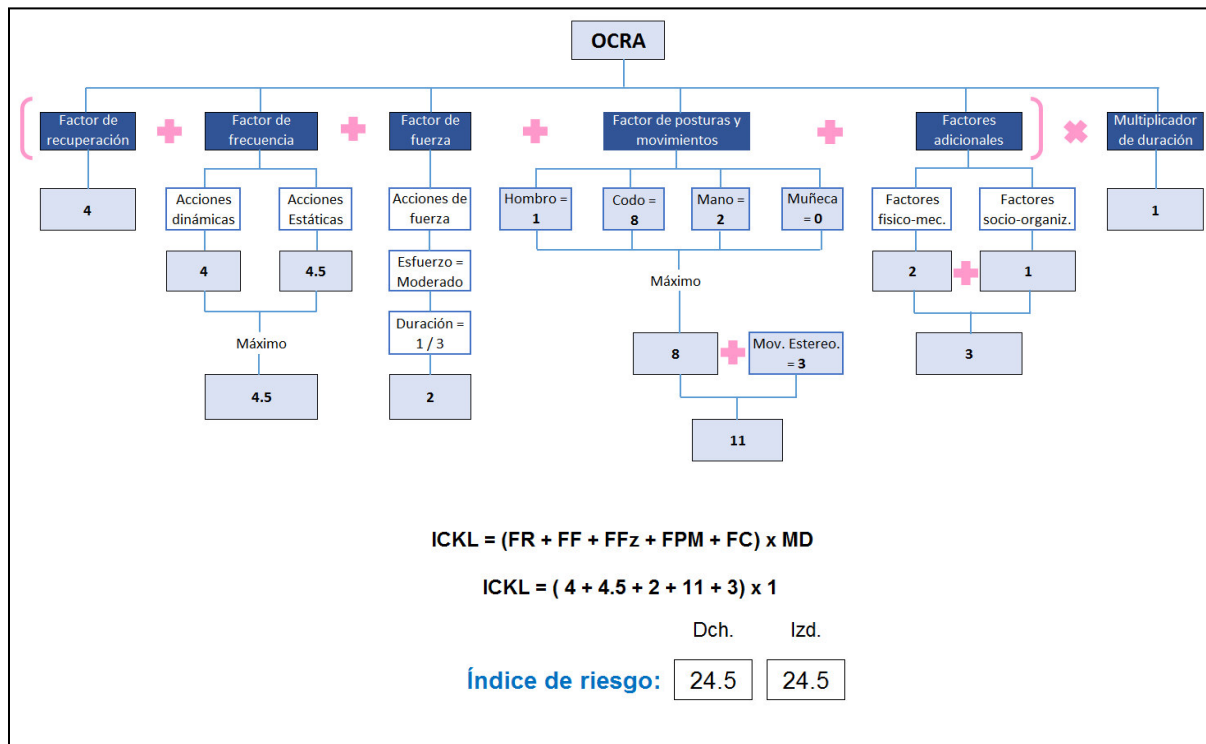 OCRA
Factor de
recuperación
Factor de
frecuencia
Factor de
fuerza
Factor de posturas y
movimientos
Factores
adicionales
Multiplicador
de duración
4
Acciones
dinámicas
Acciones
Estáticas
Acciones de
fuerza
Hombro =
1
Codo =
8
Mano =
2
Muñeca
= 0
Factores
fisico-mec.
Factores
socio-organiz.
1
4
4.5
Esfuerzo =
Moderado
Máximo
2
1
Duración =
1 / 3
Máximo
8
Mov. Estereo.
= 3
3
4.5
2
11
ICKL = (FR + FF + FFz + FPM + FC) x MD
ICKL = ( 4 + 4.5 + 2 + 11 + 3) x 1
Dch. Izd.
Índice de riesgo: 24.5 24.5